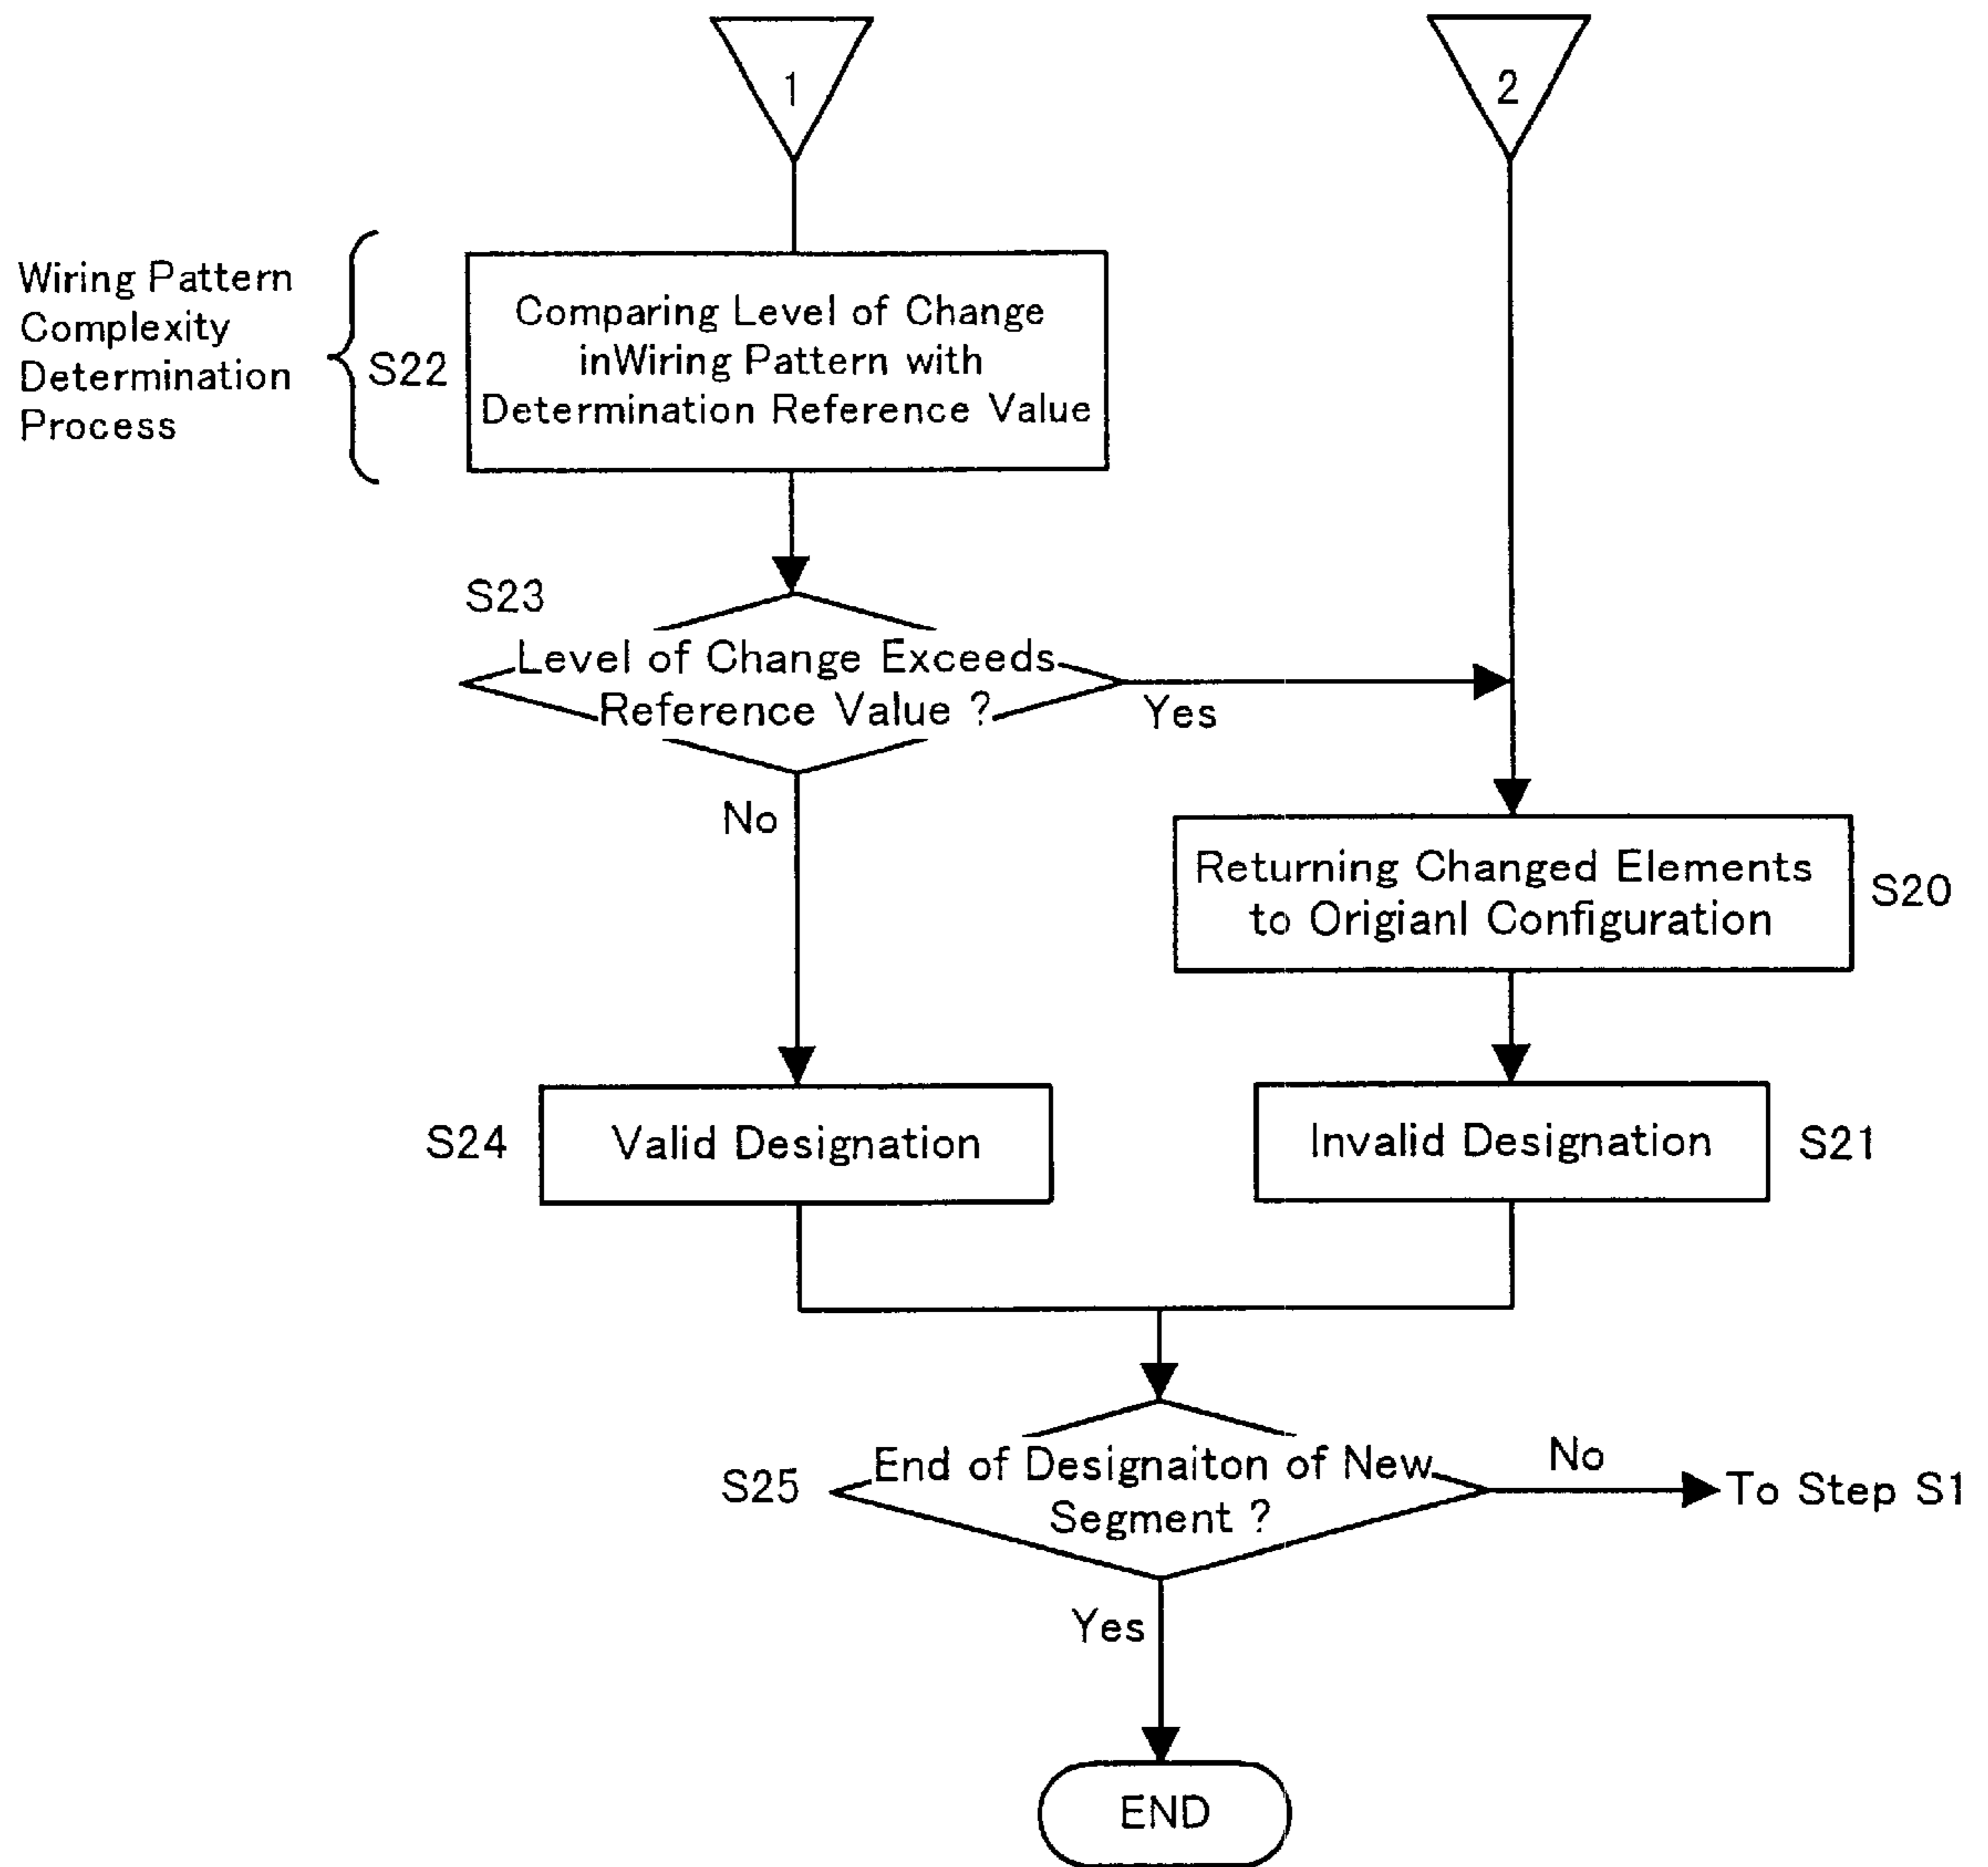 1
2
Wiring Pattern
Complexity
Determination
Process
S22
Comparing Level of Change
inWiring Pattern with
Determination Reference Value
S23
Level of Change Exceeds
Reference Value ?
Yes
No
Returning Changed Elements
to Origianl Configuration
S20
S24
Valid Designation
Invalid Designation
S21
S25
End of Designaiton of New
Segment ?
No
To Step S1
Yes
END